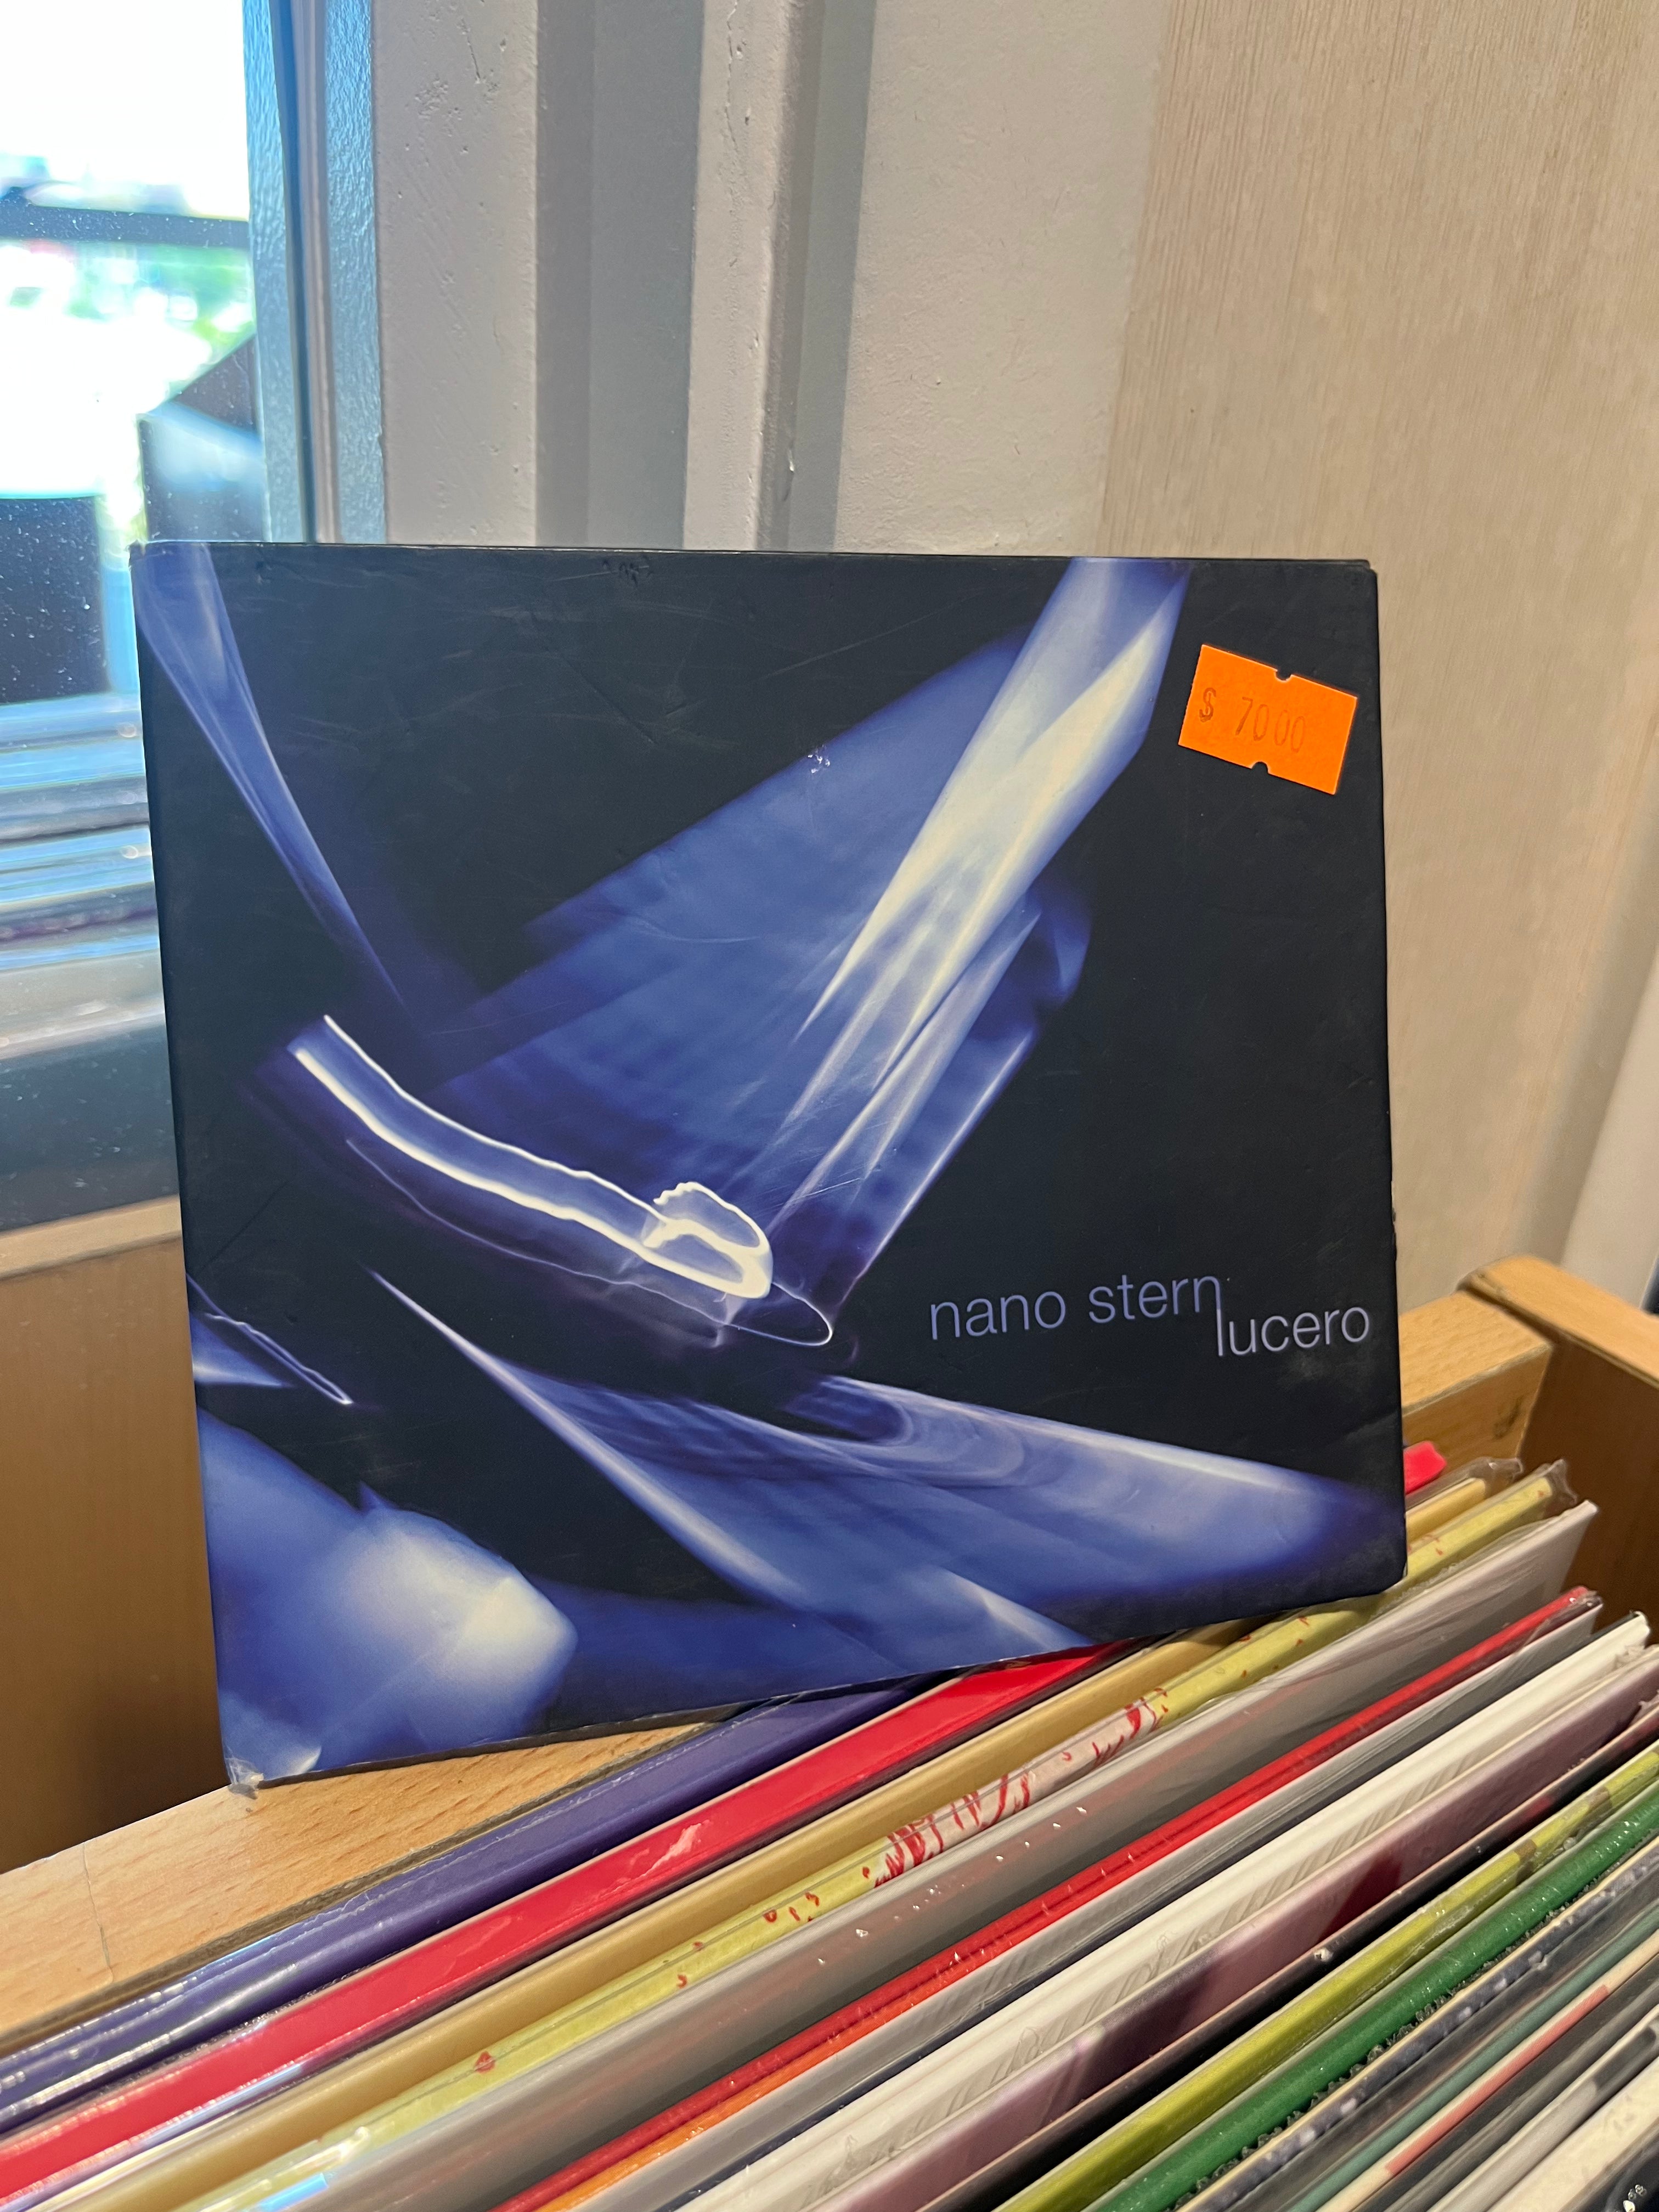 $ 7000
nano stern
lucero